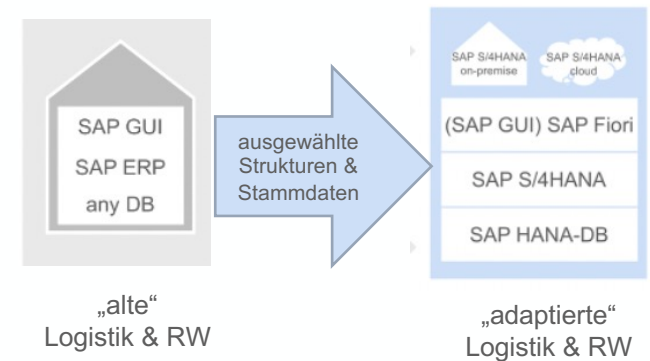 SAP GUI
SAP ERP
any DB
„alte“
Logistik & RW
ausgewählte
Strukturen &
Stammdaten
SAP S/4HANA
on-premise
SAP S/4HANA
cloud
(SAP GUI) SAP Fiori
SAP S/4HANA
SAP HANA-DB
„adaptierte“
Logistik & RW